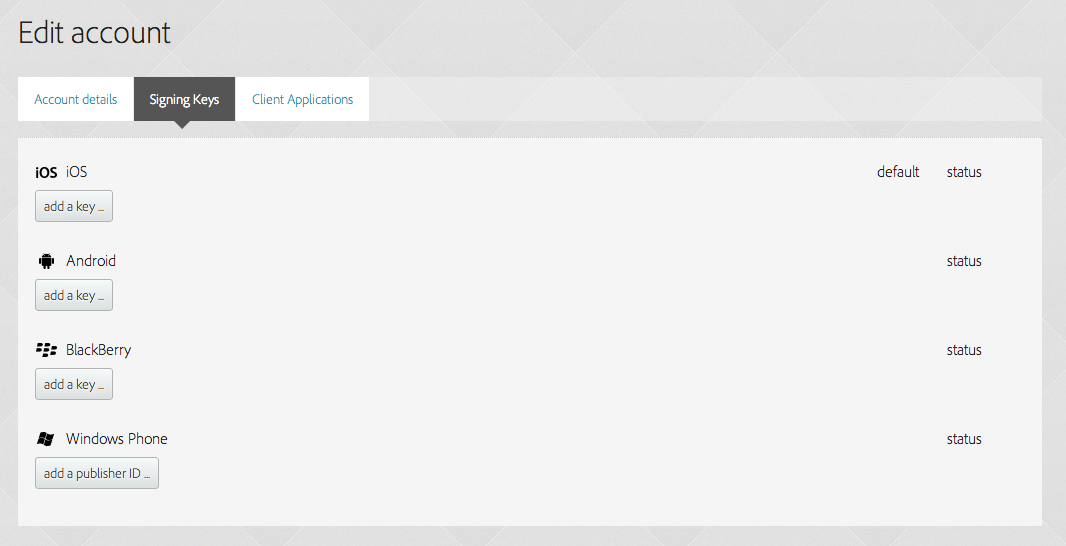 Edit account
Account details Signing Keys Client Applications
iOS iOS default status
add a key ...
Android status
add a key ...
BlackBerry status
add a key ...
Windows Phone status
add a publisher ID ...